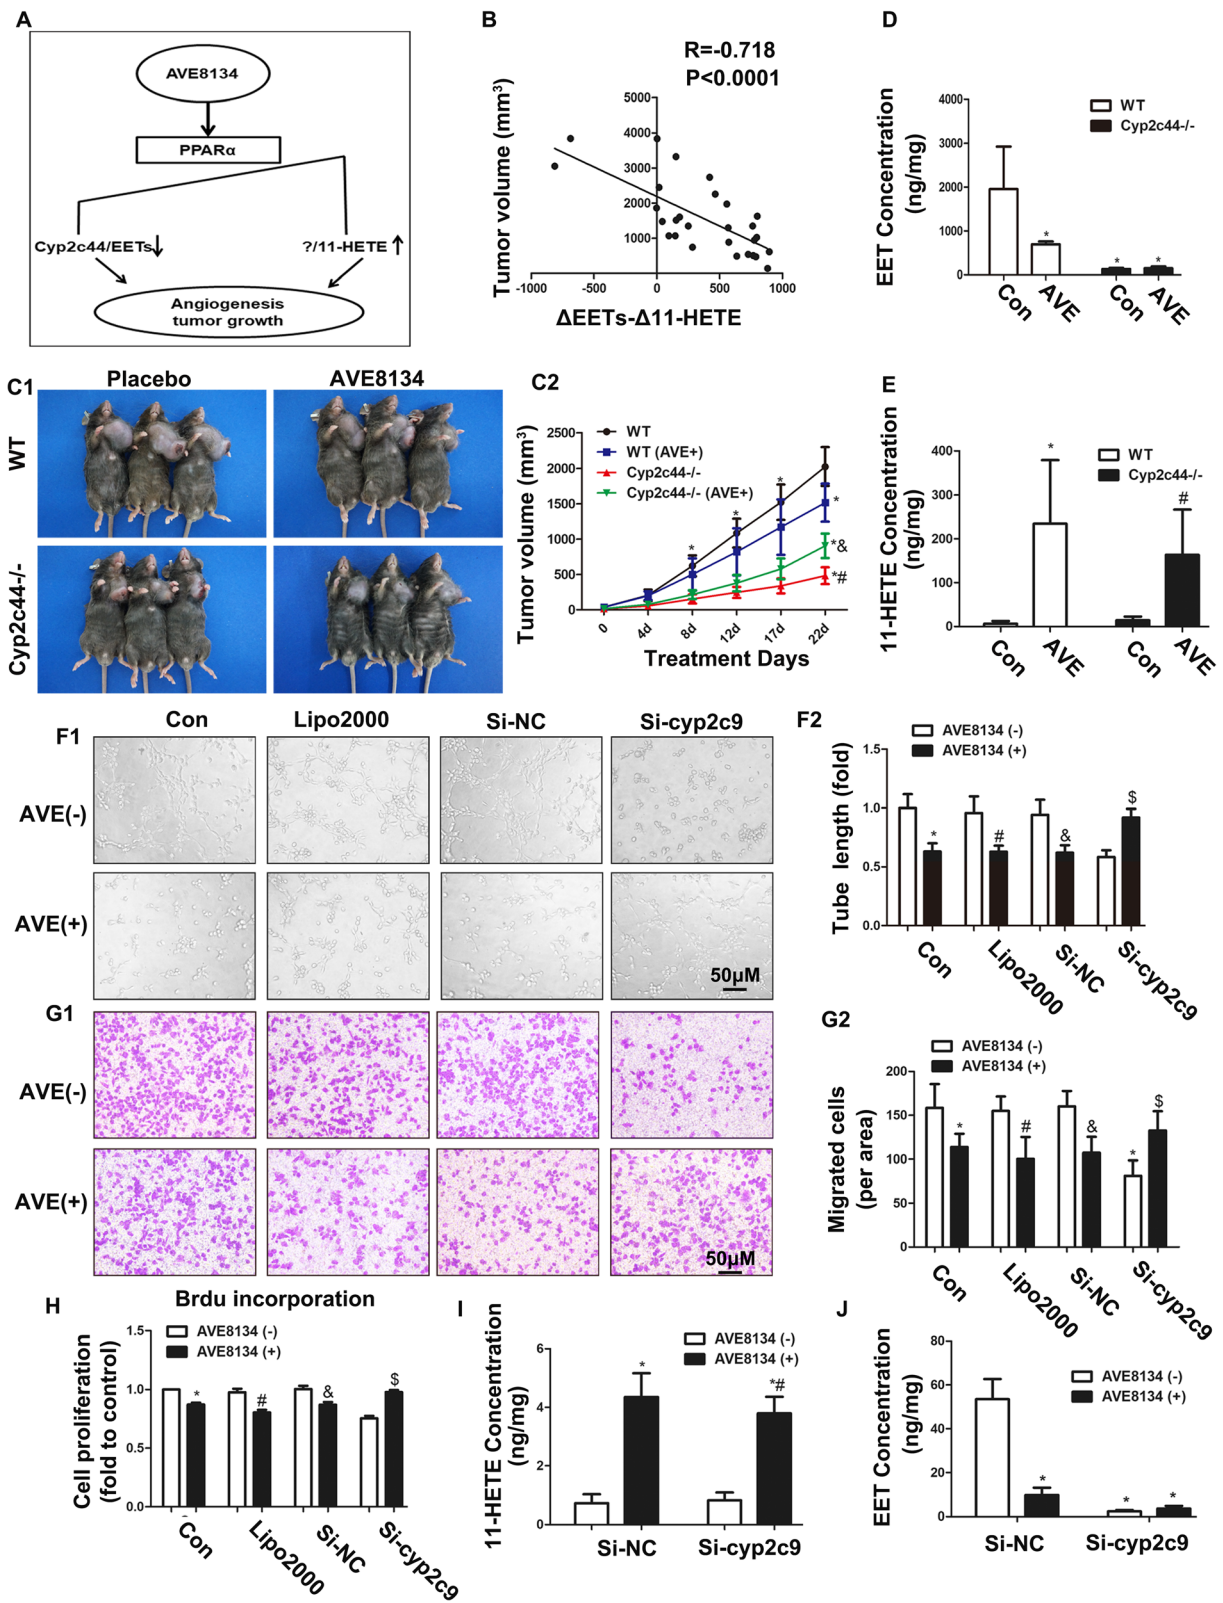 A
AVE8134
PPARα
Cyp2c44/EETs↓
?/11-HETE↑
Angiogenesis
tumor growth
B
R=-0.718
P<0.0001
Tumor volume (mm³)
5000
4000
3000
2000
1000
-1000
-500
0
500
1000
ΔEETs-Δ11-HETE
D
EET Concentration
(ng/mg)
4000
3000
2000
1000
0
WT
Cyp2c44-/-
*
*
*
Con
AVE
Con
AVE
C1
Placebo
AVE8134
WT
Cyp2c44-/-
C2
Tumor volume (mm³)
2500
2000
1500
1000
500
0
WT
WT (AVE+)
Cyp2c44-/-
Cyp2c44-/- (AVE+)
*
*
*
*
*&
*#
0
4d
8d
12d
17d
22d
Treatment Days
E
11-HETE Concentration
(ng/mg)
400
300
200
100
0
WT
Cyp2c44-/-
*
#
Con
AVE
Con
AVE
F1
Con
Lipo2000
Si-NC
Si-cyp2c9
AVE(-)
AVE(+)
50μM
F2
AVE8134 (-)
AVE8134 (+)
Tube length (fold)
1.5
1.0
0.5
0.0
*
#
&
$
Con
Lipo2000
Si-NC
Si-cyp2c9
G1
AVE(-)
AVE(+)
50μM
G2
AVE8134 (-)
AVE8134 (+)
Migrated cells
(per area)
200
150
100
50
0
*
#
&
*
$
Con
Lipo2000
Si-NC
Si-cyp2c9
H
Brdu incorporation
AVE8134 (-)
AVE8134 (+)
Cell proliferation
(fold to control)
1.5
1.0
0.5
0.0
*
#
&
$
Con
Lipo2000
Si-NC
Si-cyp2c9
I
11-HETE Concentration
(ng/mg)
6
4
2
0
AVE8134 (-)
AVE8134 (+)
*
*#
Si-NC
Si-cyp2c9
J
EET Concentration
(ng/mg)
80
60
40
20
0
AVE8134 (-)
AVE8134 (+)
*
*
*
Si-NC
Si-cyp2c9